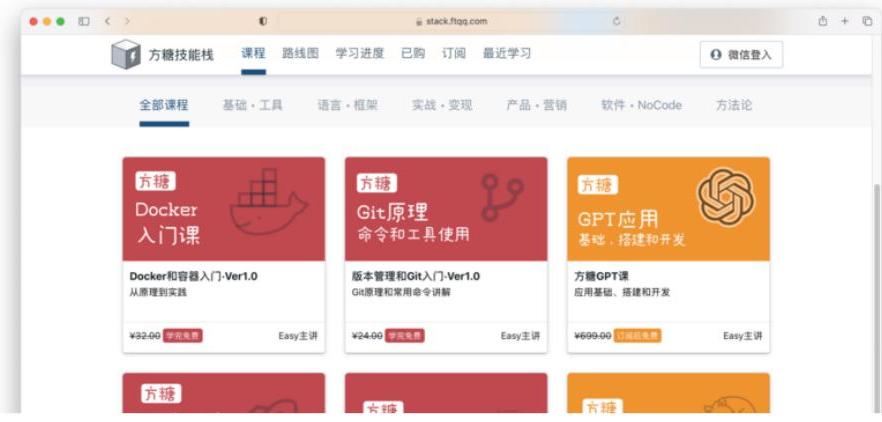 stack.ftqq.com
方糖技能栈 课程 路线图 学习进度 已购 订阅 最近学习 微信登入
全部课程 基础·工具 语言·框架 实战·变现 产品·营销 软件·NoCode 方法论
方糖
Docker
入门课
Docker和容器入门-Ver1.0
从原理到实践
¥32.00 学完免费 Easy主讲
方糖
Git原理
命令和工具使用
版本管理和Git入门-Ver1.0
Git原理和常用命令讲解
¥24.00 学完免费 Easy主讲
方糖
GPT应用
基础、搭建和开发
方糖GPT课
应用基础、搭建和开发
¥699.00 订阅后免费 Easy主讲
方糖
方糖
方糖